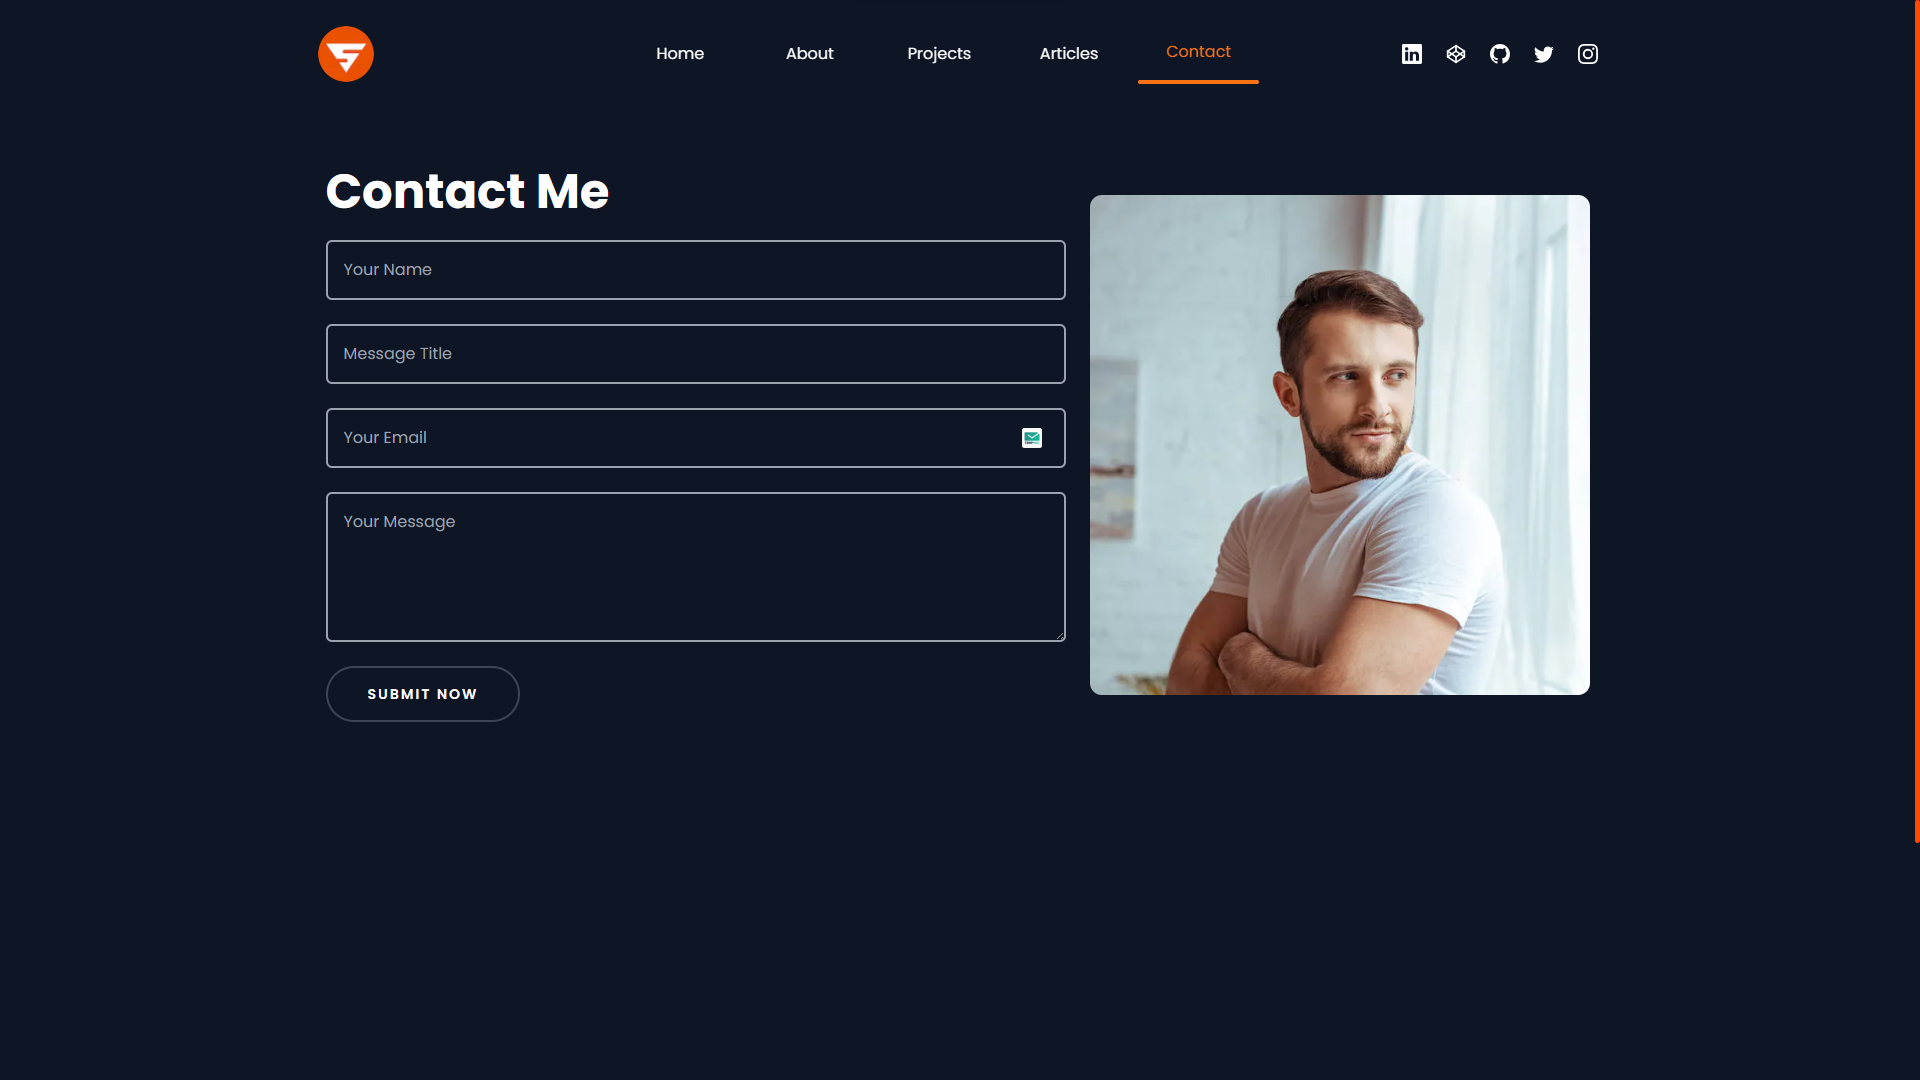 Home About Projects Articles Contact
Contact Me
Your Name
Message Title
Your Email
Your Message
SUBMIT NOW